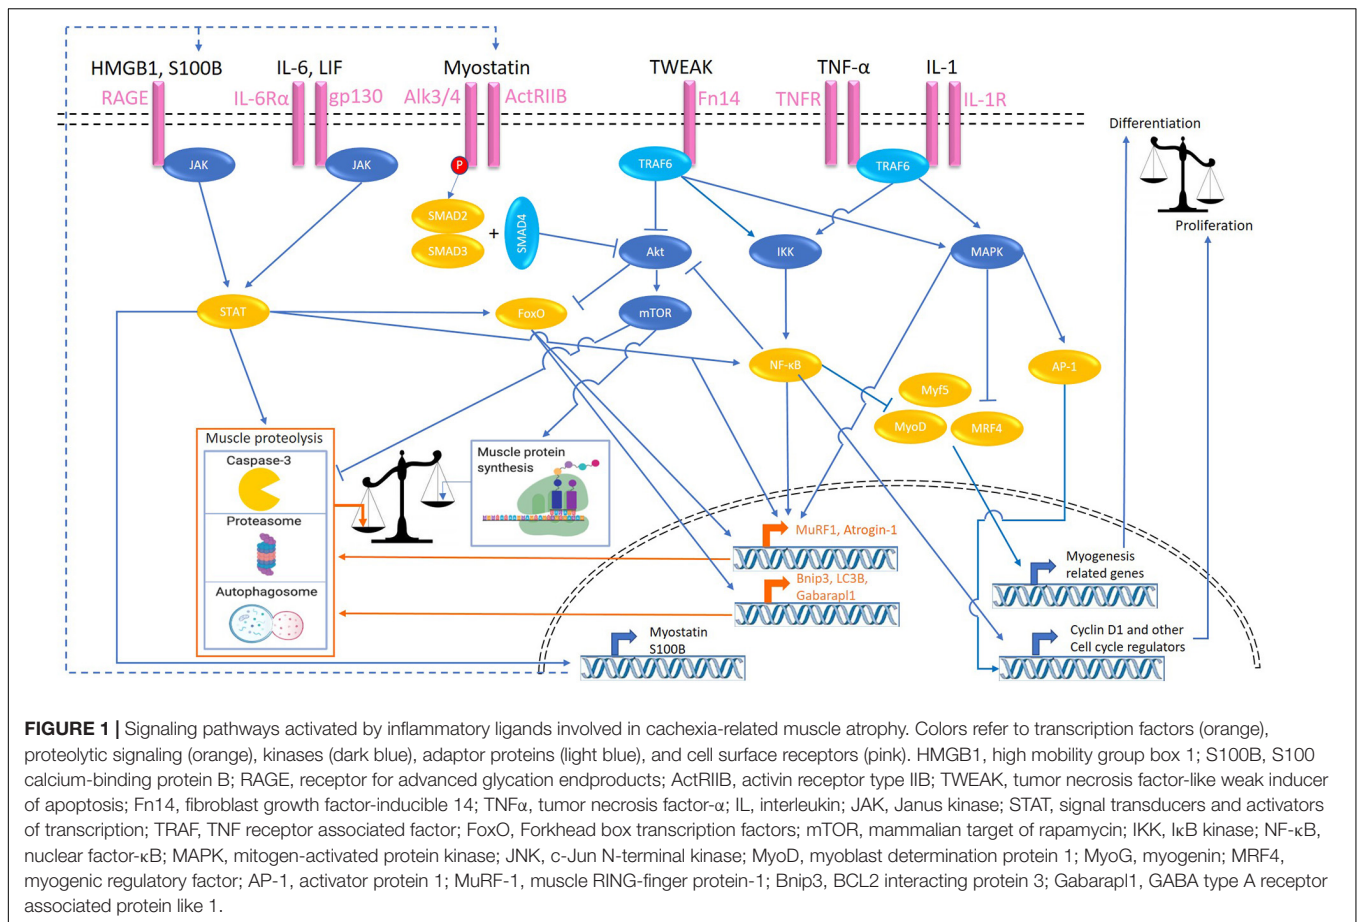 HMGB1, S100B
IL-6, LIF
Myostatin
TWEAK
TNF-α
IL-1
RAGE
IL-6Rα
gp130
Alk3/4
ActRIIB
Fn14
TNFR
IL-1R
Differentiation
JAK
JAK
P
TRAF6
TRAF6
SMAD2
SMAD3
+
SMAD4
Proliferation
Akt
IKK
MAPK
STAT
FoxO
mTOR
NF-κB
AP-1
Myf5
MyoD
MRF4
Muscle proteolysis
Caspase-3
Proteasome
Autophagosome
Muscle protein
synthesis
MuRF1, Atrogin-1
Bnip3, LC3B,
Gabarapl1
Myogenesis
related genes
Myostatin
S100B
Cyclin D1 and other
Cell cycle regulators
FIGURE 1 | Signaling pathways activated by inflammatory ligands involved in cachexia-related muscle atrophy. Colors refer to transcription factors (orange),
proteolytic signaling (orange), kinases (dark blue), adaptor proteins (light blue), and cell surface receptors (pink). HMGB1, high mobility group box 1; S100B, S100
calcium-binding protein B; RAGE, receptor for advanced glycation endproducts; ActRIIB, activin receptor type IIB; TWEAK, tumor necrosis factor-like weak inducer
of apoptosis; Fn14, fibroblast growth factor-inducible 14; TNFα, tumor necrosis factor-α; IL, interleukin; JAK, Janus kinase; STAT, signal transducers and activators
of transcription; TRAF, TNF receptor associated factor; FoxO, Forkhead box transcription factors; mTOR, mammalian target of rapamycin; IKK, IκB kinase; NF-κB,
nuclear factor-κB; MAPK, mitogen-activated protein kinase; JNK, c-Jun N-terminal kinase; MyoD, myoblast determination protein 1; MyoG, myogenin; MRF4,
myogenic regulatory factor; AP-1, activator protein 1; MuRF-1, muscle RING-finger protein-1; Bnip3, BCL2 interacting protein 3; Gabarapl1, GABA type A receptor
associated protein like 1.